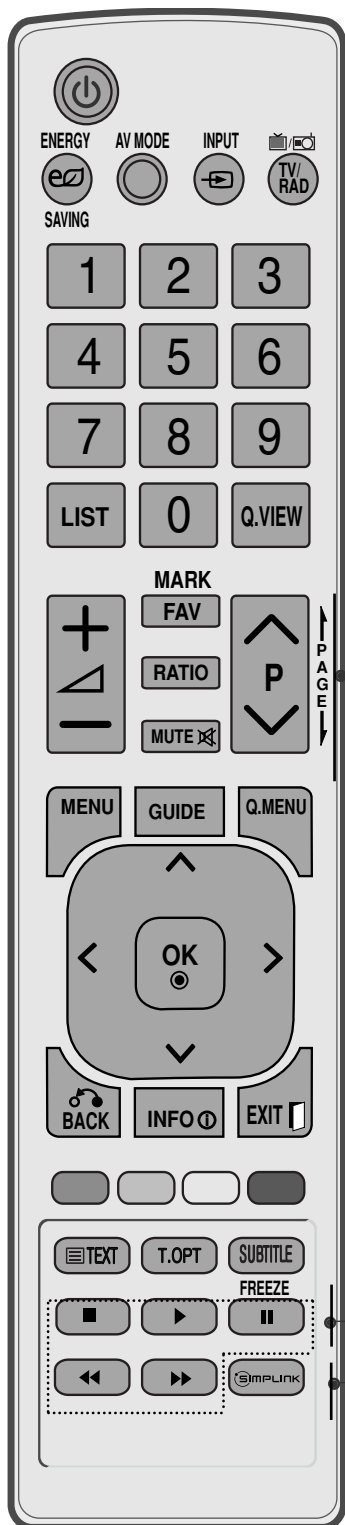 ENERGY AV MODE INPUT
TV/
RAD
SAVING
1 2 3
4 5 6
7 8 9
LIST 0 Q.VIEW
MARK
FAV
RATIO P
MUTE
PAGE
MENU GUIDE Q.MENU
OK
BACK INFO EXIT
TEXT T.OPT SUBTITLE
FREEZE
SIMPLINK